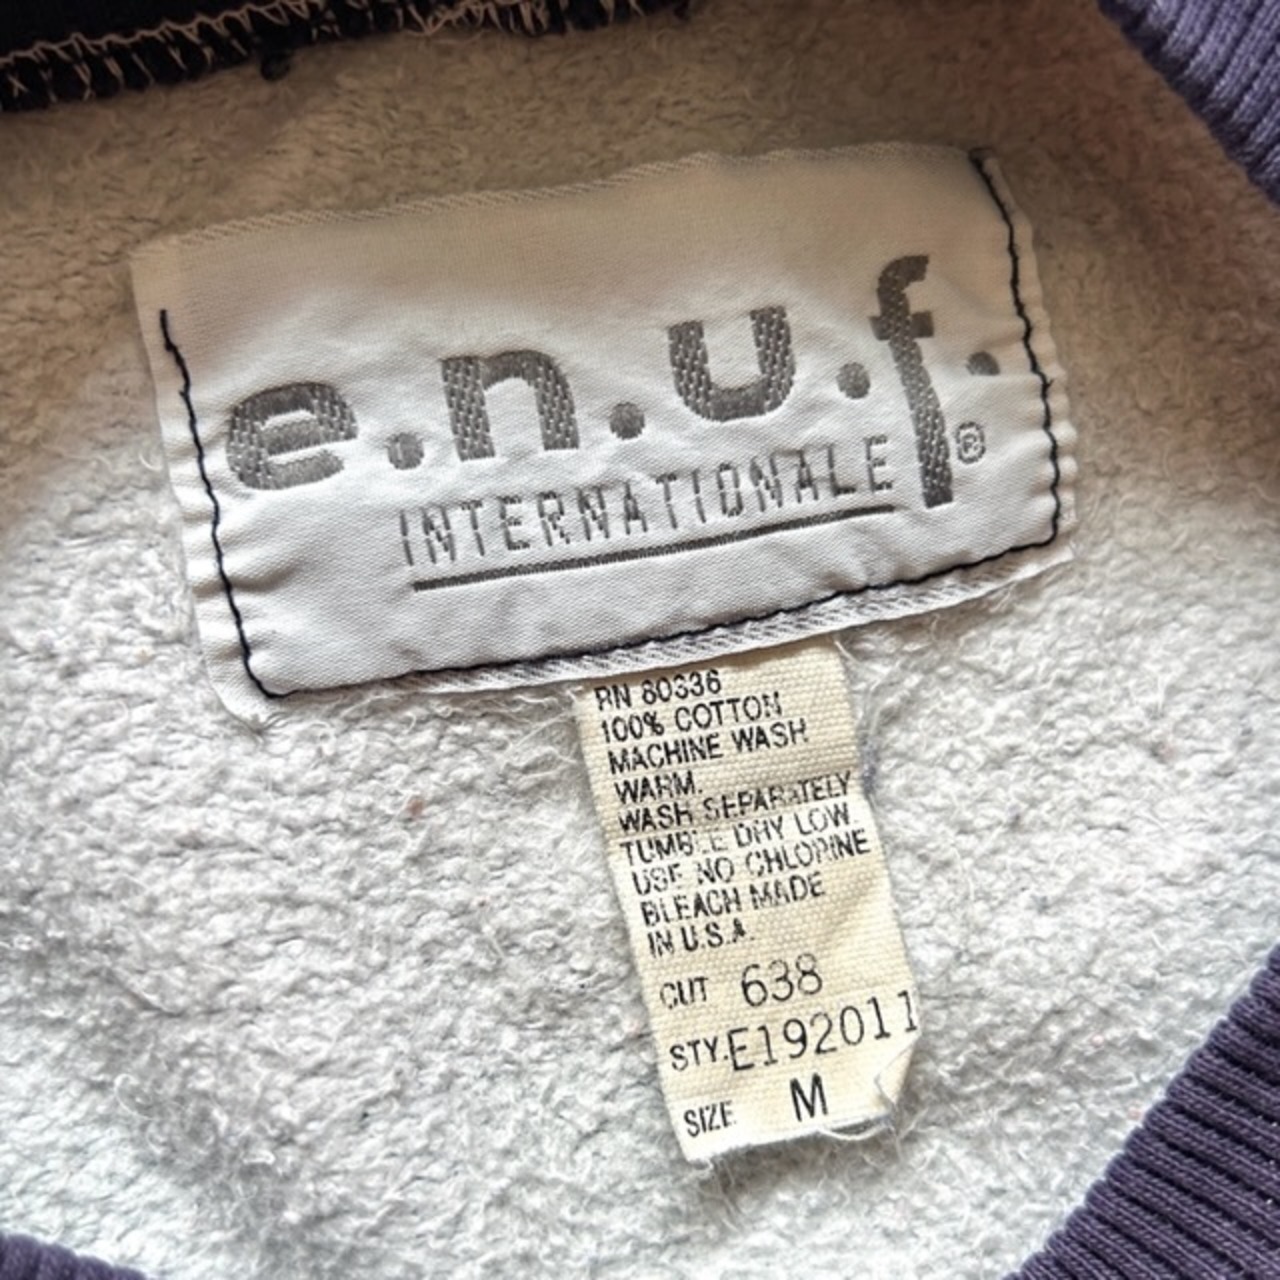 e.n.u.f.
INTERNATIONALE ®
RN 80336
100% COTTON
MACHINE WASH
WARM.
WASH SEPARATELY
TUMBLE DRY LOW.
USE NO CHLORINE
BLEACH MADE
IN U.S.A.
CUT 638
STY. E192011
SIZE M